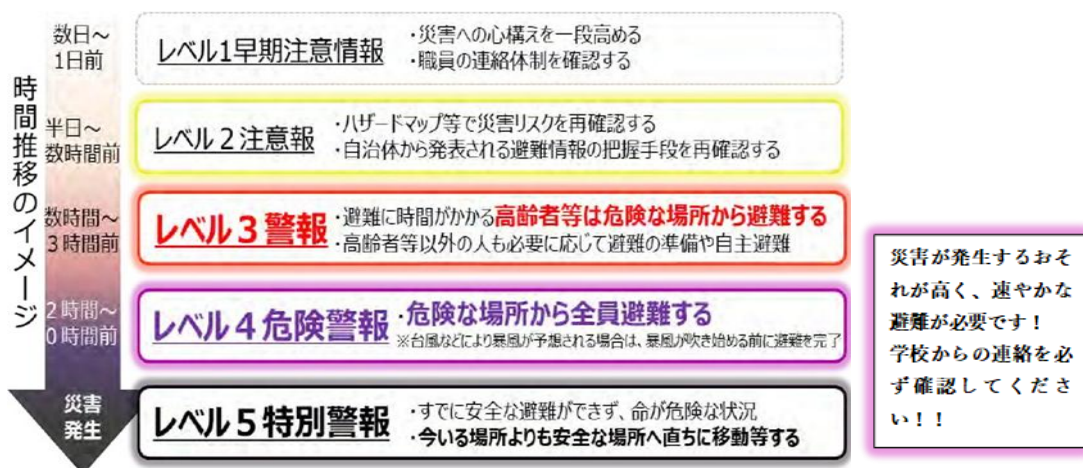 時間推移のイメージ
数日～
1日前
レベル1早期注意情報
・災害への心構えを一段高める
・職員の連絡体制を確認する
半日～
数時間前
レベル２注意報
・ハザードマップ等で災害リスクを再確認する
・自治体から発表される避難情報の把握手段を再確認する
数時間～
３時間前
レベル３警報
・避難に時間がかかる高齢者等は危険な場所から避難する
・高齢者等以外の人も必要に応じて避難の準備や自主避難
２時間～
０時間前
レベル４危険警報
・危険な場所から全員避難する
※台風などにより暴風が予想される場合は、暴風が吹き始める前に避難を完了
災害
発生
レベル５特別警報
・すでに安全な避難ができず、命が危険な状況
・今いる場所よりも安全な場所へ直ちに移動等する
災害が発生するおそ
れが高く、速やかな
避難が必要です！
学校からの連絡を必
ず確認してくださ
い！！